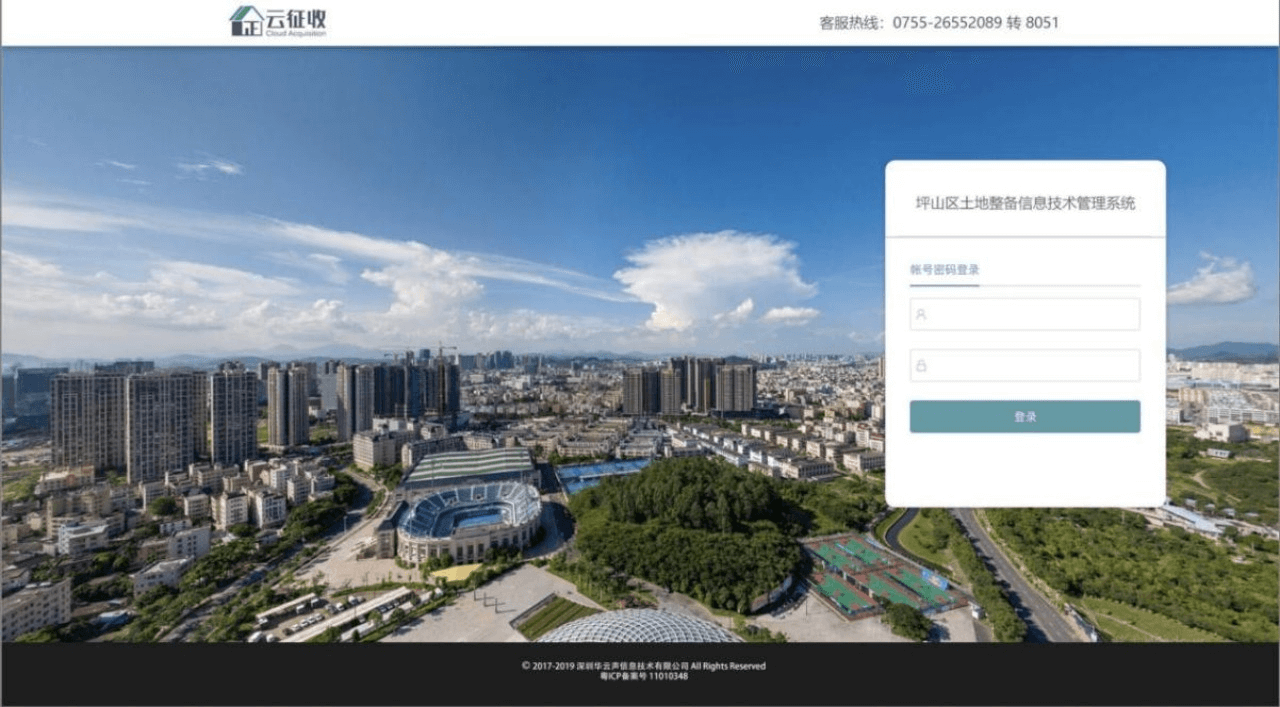 云征收
Cloud Acquisition
客服热线：0755-26552089 转 8051
坪山区土地整备信息技术管理系统
帐号密码登录
登录
© 2017-2019 深圳华云声信息技术有限公司 All Rights Reserved
粤ICP备案号 11010348